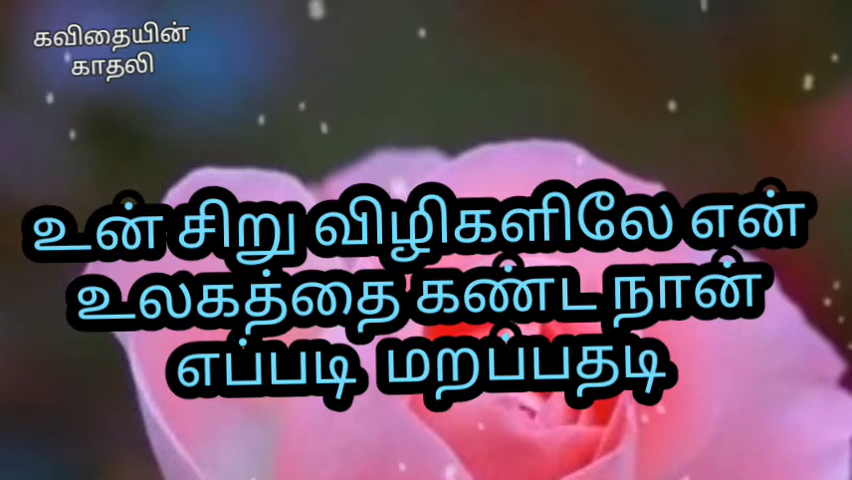 கவிதையின்
காதலி
உன் சிறு விழிகளிலே என்
உலகத்தை கண்ட நான்
எப்படி மறப்பதடி